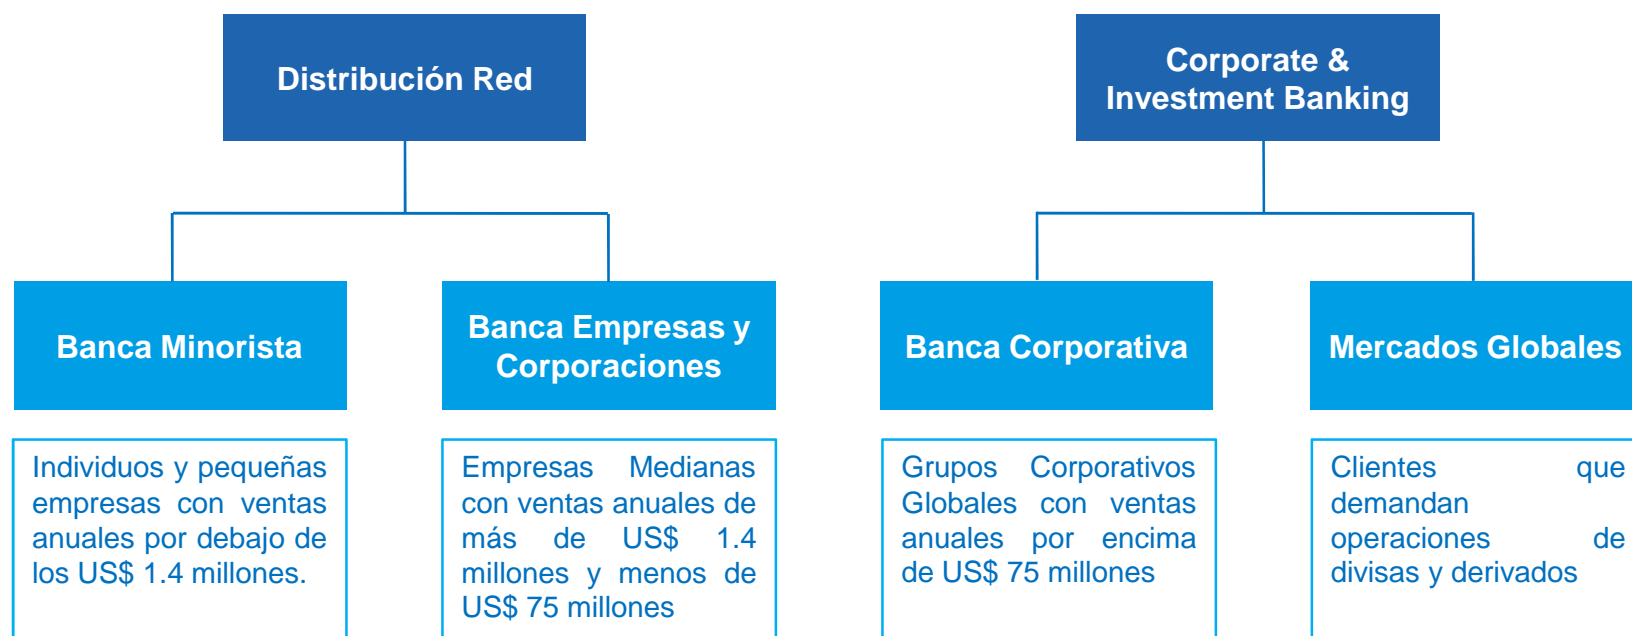 Distribución Red
Corporate &
Investment Banking
Banca Minorista
Banca Empresas y
Corporaciones
Banca Corporativa
Mercados Globales
Individuos y pequeñas
empresas con ventas
anuales por debajo de
los US$ 1.4 millones.
Empresas Medianas
con ventas anuales de
más de US$ 1.4
millones y menos de
US$ 75 millones
Grupos Corporativos
Globales con ventas
anuales por encima
de US$ 75 millones
Clientes que
demandan
operaciones de
divisas y derivados